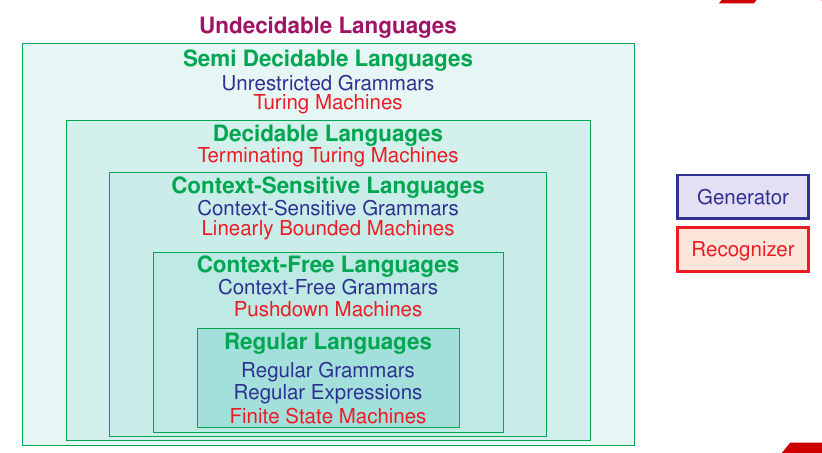 Undecidable Languages
Semi Decidable Languages
Unrestricted Grammars
Turing Machines
Decidable Languages
Terminating Turing Machines
Context-Sensitive Languages
Context-Sensitive Grammars
Linearly Bounded Machines
Context-Free Languages
Context-Free Grammars
Pushdown Machines
Regular Languages
Regular Grammars
Regular Expressions
Finite State Machines
Generator
Recognizer